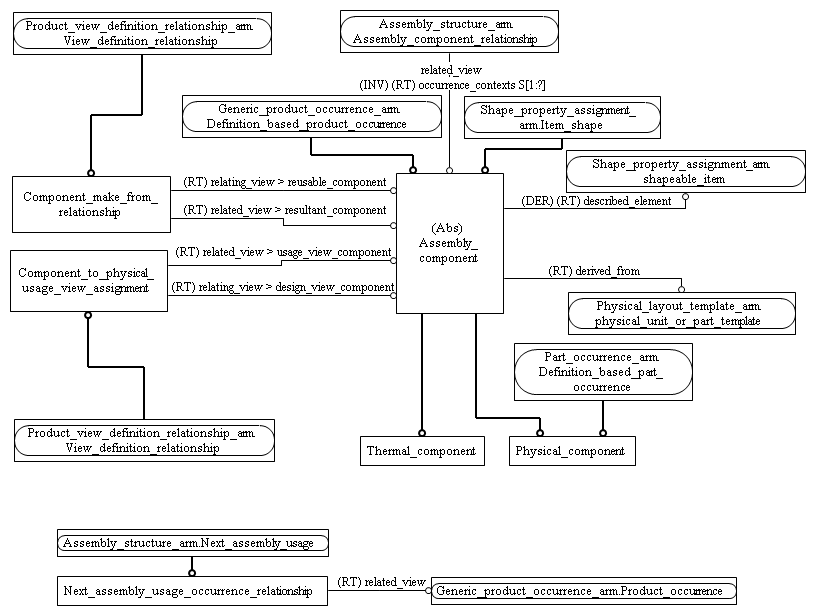 Product_view_definition_relationship_arm.
View_definition_relationship
Assembly_structure_arm.
Assembly_component_relationship
related_view
(INV) (RT) occurrence_contexts S[1:?]
Generic_product_occurrence_arm.
Definition_based_product_occurrence
Shape_property_assignment_
arm.Item_shape
Shape_property_assignment_arm.
shapeable_item
Component_make_from_
relationship
(RT) relating_view > reusable_component
(RT) related_view > resultant_component
(Abs)
Assembly_
component
(DER) (RT) described_element
Component_to_physical_
usage_view_assignment
(RT) related_view > usage_view_component
(RT) relating_view > design_view_component
(RT) derived_from
Physical_layout_template_arm.
physical_unit_or_part_template
Part_occurrence_arm.
Definition_based_part_
occurrence
Product_view_definition_relationship_arm.
View_definition_relationship
Thermal_component
Physical_component
Assembly_structure_arm.Next_assembly_usage
Next_assembly_usage_occurrence_relationship
(RT) related_view
Generic_product_occurrence_arm.Product_occurrence